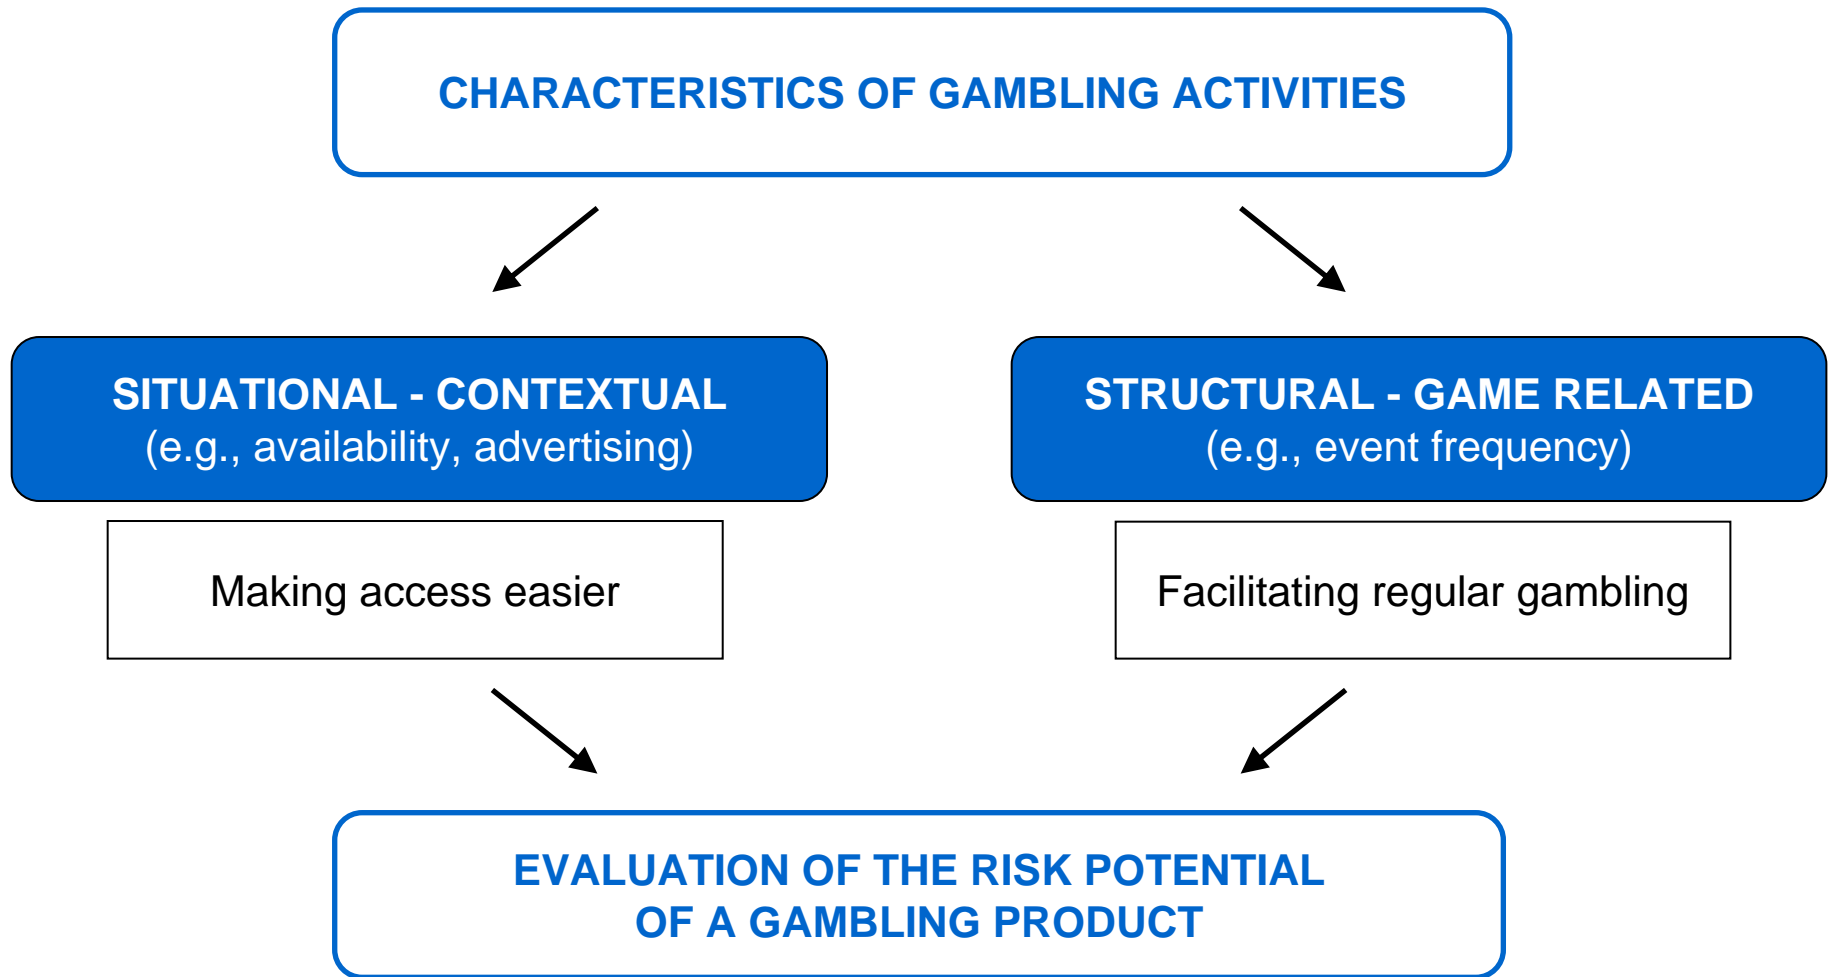 CHARACTERISTICS OF GAMBLING ACTIVITIES
SITUATIONAL - CONTEXTUAL
(e.g., availability, advertising)
STRUCTURAL - GAME RELATED
(e.g., event frequency)
Making access easier
Facilitating regular gambling
EVALUATION OF THE RISK POTENTIAL
OF A GAMBLING PRODUCT